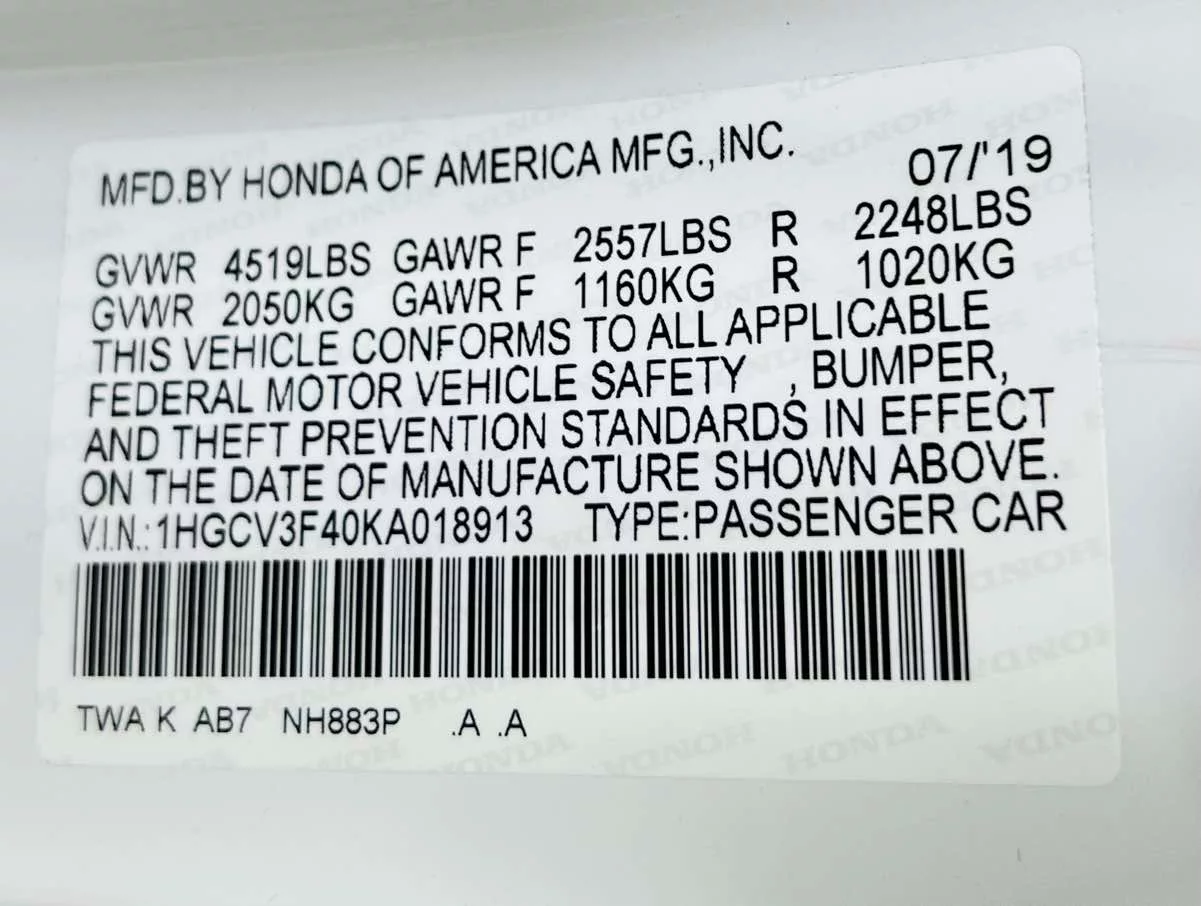 MFD.BY HONDA OF AMERICA MFG.,INC. 07/'19
GVWR 4519LBS GAWR F 2557LBS R 2248LBS
GVWR 2050KG GAWR F 1160KG R 1020KG
THIS VEHICLE CONFORMS TO ALL APPLICABLE
FEDERAL MOTOR VEHICLE SAFETY , BUMPER,
AND THEFT PREVENTION STANDARDS IN EFFECT
ON THE DATE OF MANUFACTURE SHOWN ABOVE.
V.I.N.:1HGCV3F40KA018913 TYPE:PASSENGER CAR
TWA K AB7 NH883P .A .A